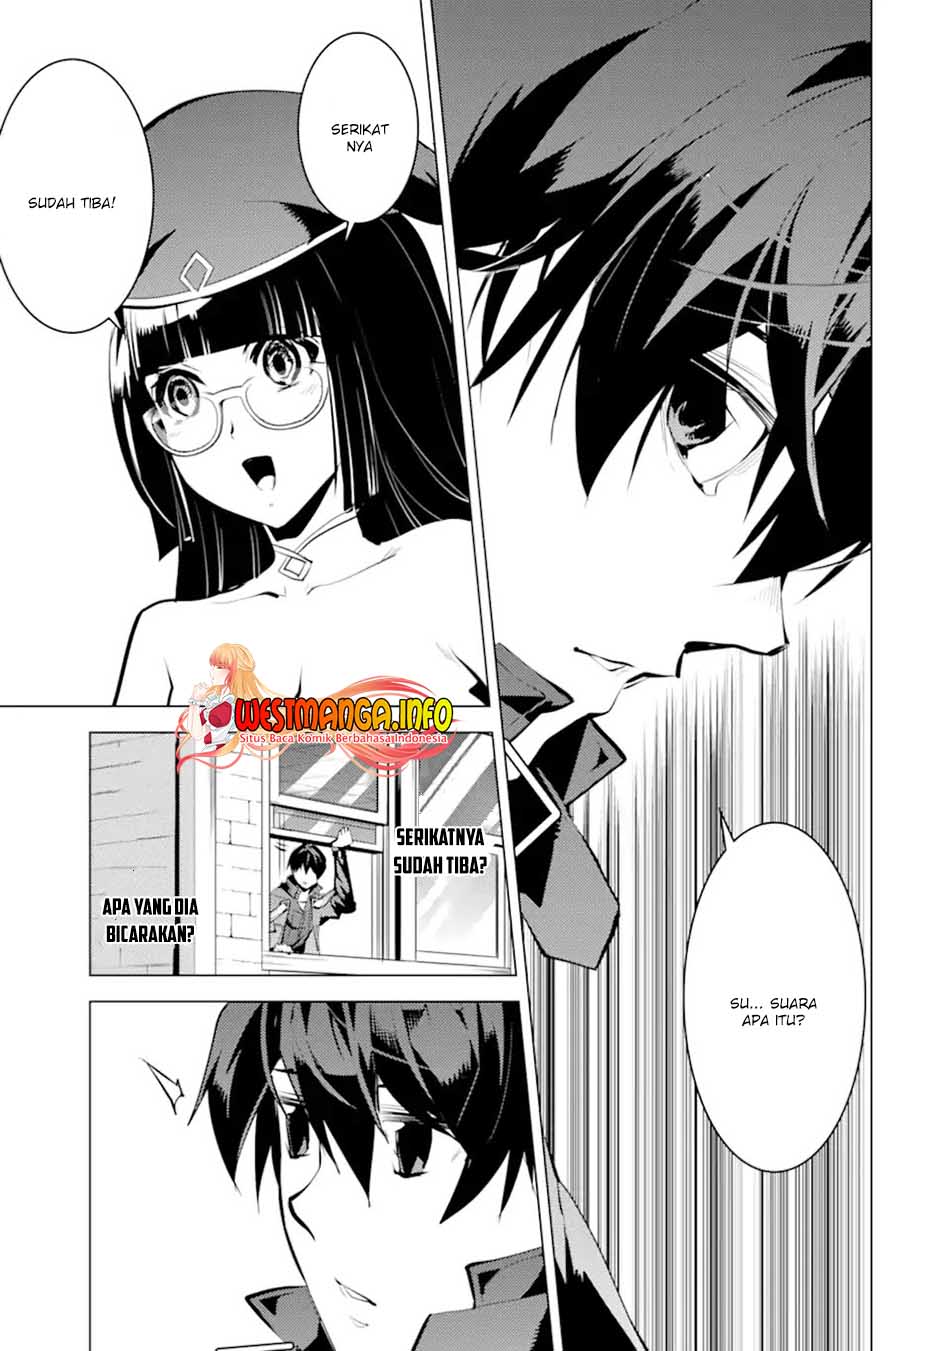 SU... SUARA
APA ITU?
SERIKAT
NYA
SUDAH TIBA!
WESTMANGA.INFO
Situs Baca Komik Berbahasa Indonesia
SERIKATNYA
SUDAH TIBA?
APA YANG DIA
BICARAKAN?